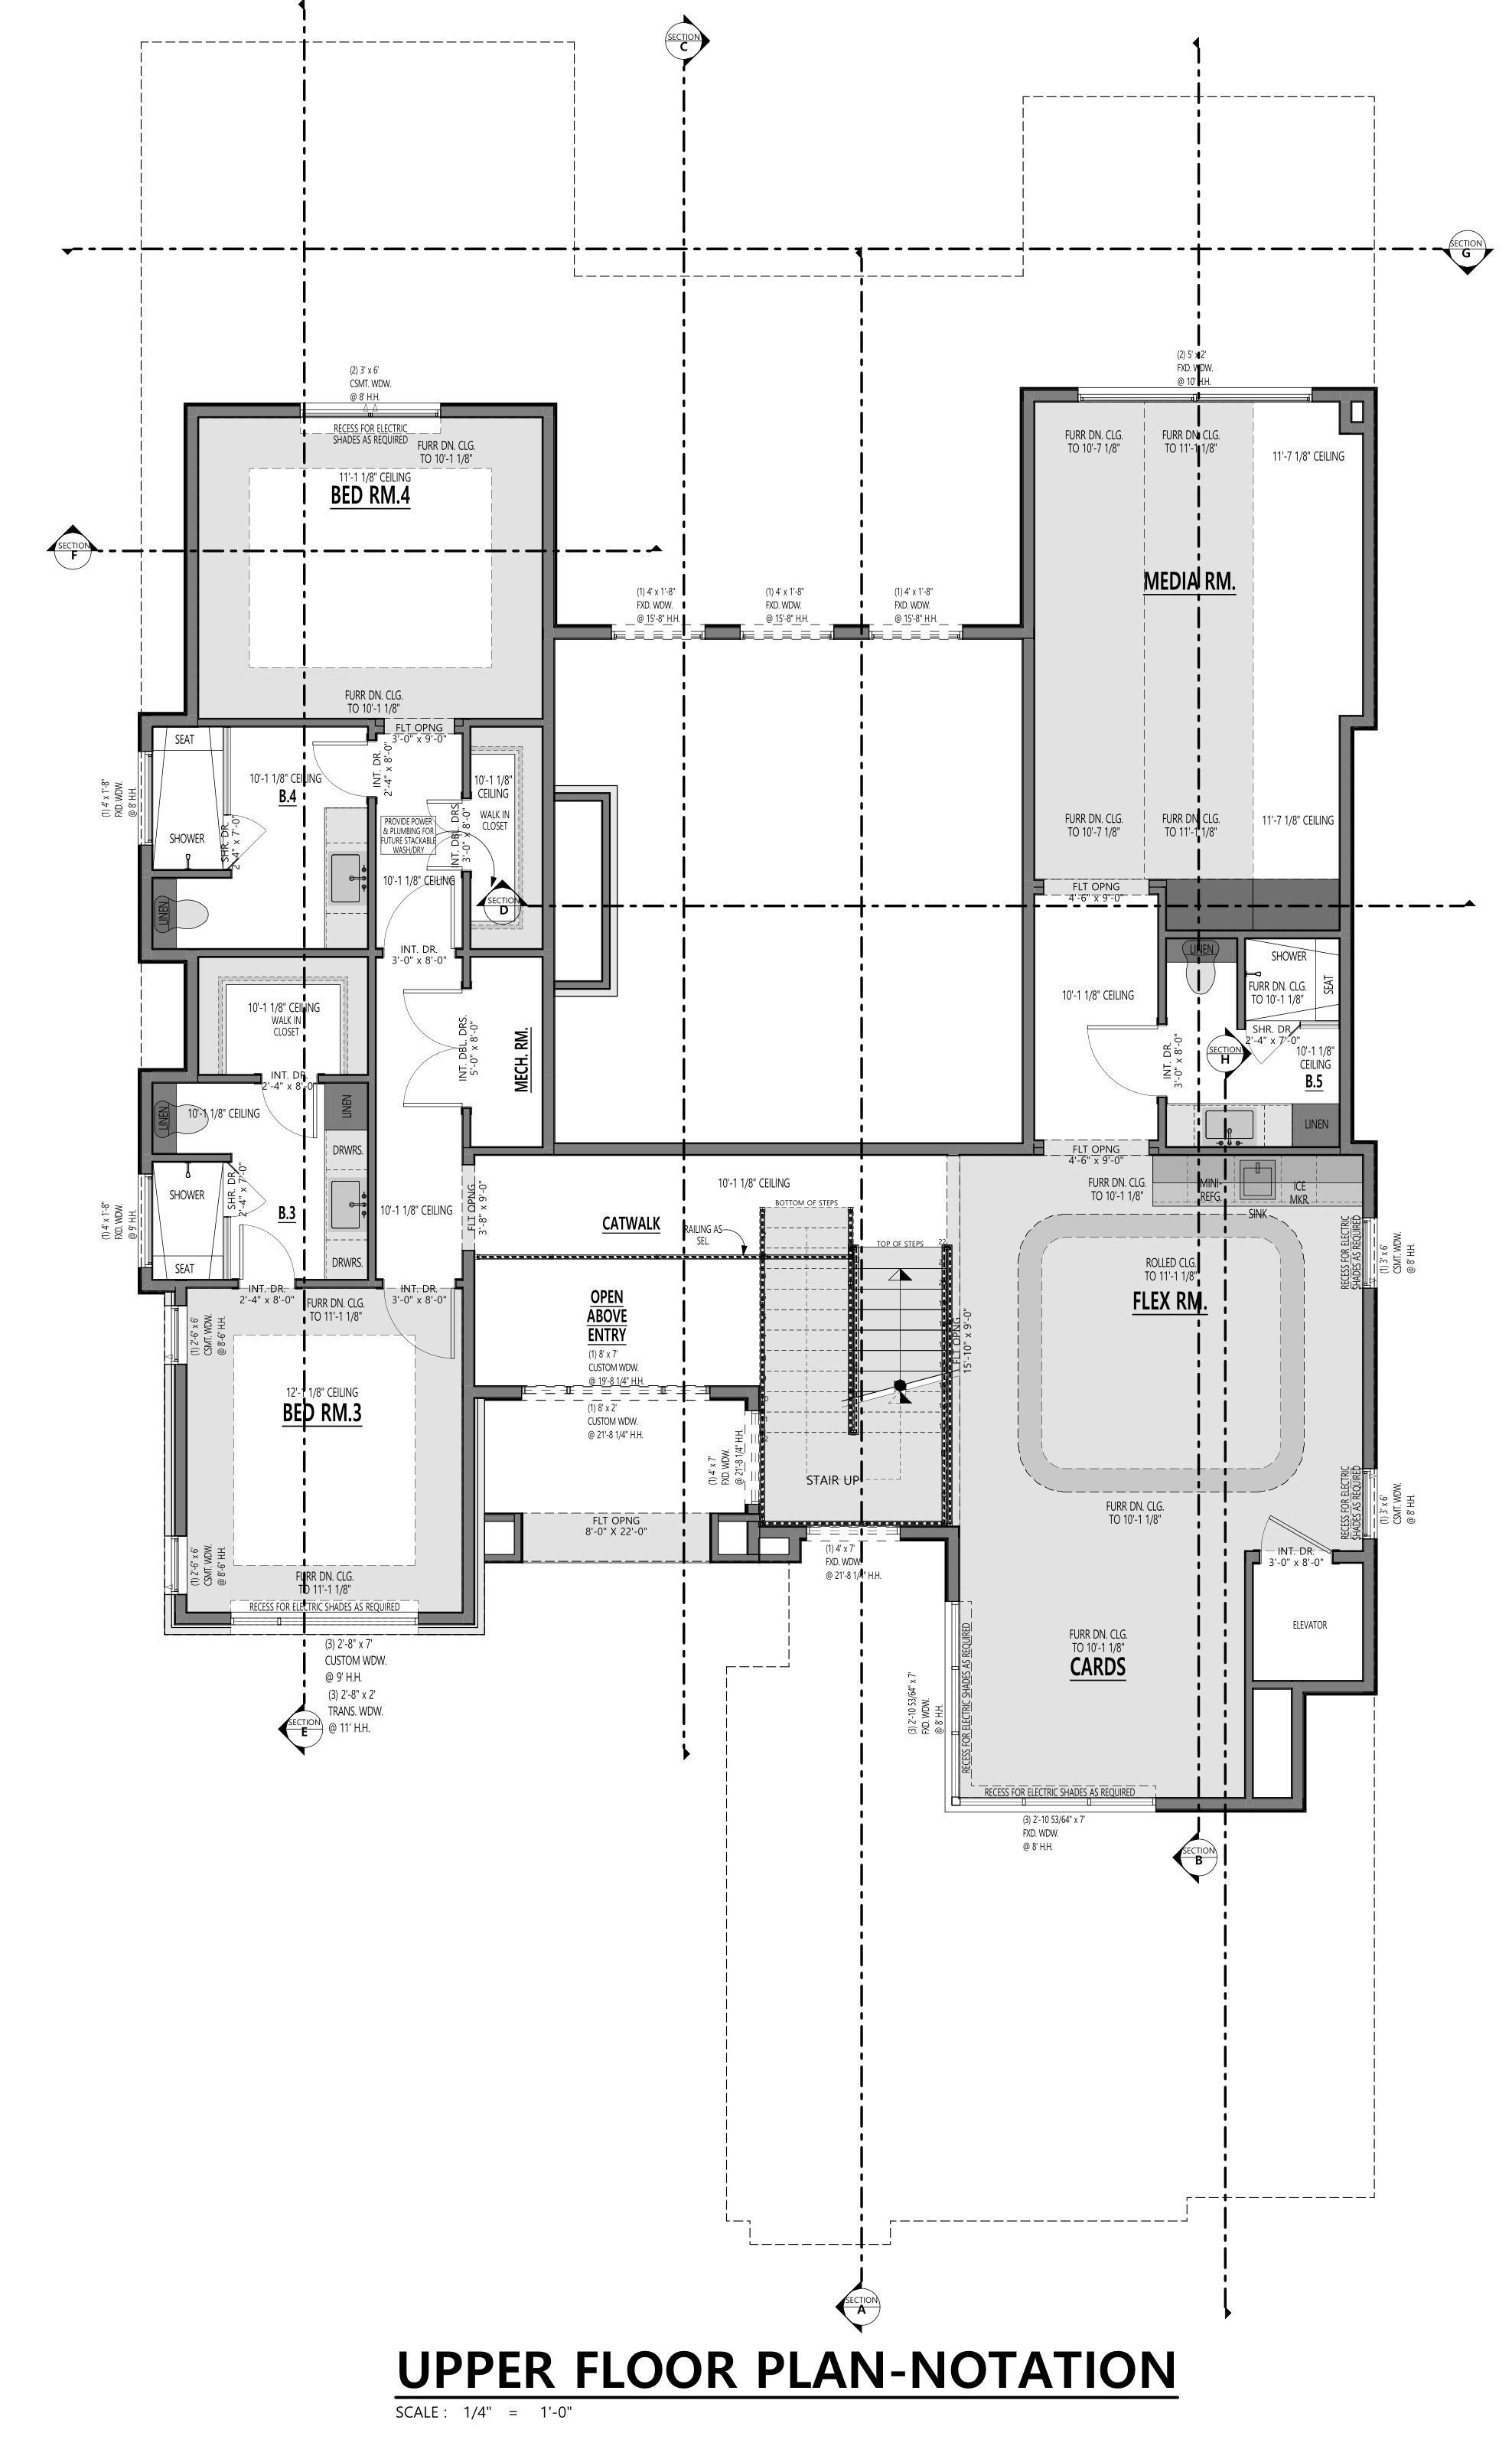 SECTION
C
SECTION
G
(2) 3' x 6'
CSMT. WDW.
@ 8' H.H.
(2) 5' x 2'
FXD. WDW.
@ 10' H.H.
RECESS FOR ELECTRIC
SHADES AS REQUIRED
FURR DN. CLG.
TO 10'-1 1/8"
11'-1 1/8" CEILING
BED RM.4
FURR DN. CLG.
TO 10'-7 1/8"
FURR DN. CLG.
TO 11'-1 1/8"
11'-7 1/8" CEILING
SECTION
F
MEDIA RM.
(1) 4' x 1'-8"
FXD. WDW.
@ 15'-8" H.H.
(1) 4' x 1'-8"
FXD. WDW.
@ 15'-8" H.H.
(1) 4' x 1'-8"
FXD. WDW.
@ 15'-8" H.H.
FURR DN. CLG.
TO 10'-1 1/8"
FLT OPNG
3'-0" x 9'-0"
SEAT
10'-1 1/8" CEILING
B.4
INT. DR.
2'-4" x 8'-0"
10'-1 1/8"
CEILING
WALK IN
CLOSET
(1) 4' x 1'-8"
FXD. WDW.
@ 8' H.H.
SHOWER
SHR. DR.
2'-4" x 7'-0"
PROVIDE POWER
& PLUMBING FOR
FUTURE STACKABLE
WASH/DRY
INT. DBL. DRS.
3'-0" x 8'-0"
10'-1 1/8" CEILING
LINEN
SECTION
D
FURR DN. CLG.
TO 10'-7 1/8"
FURR DN. CLG.
TO 11'-1 1/8"
11'-7 1/8" CEILING
FLT OPNG
4'-6" x 9'-0"
INT. DR.
3'-0" x 8'-0"
LINEN
SHOWER
FURR DN. CLG.
TO 10'-1 1/8"
SEAT
10'-1 1/8" CEILING
10'-1 1/8" CEILING
WALK IN
CLOSET
INT. DBL. DRS.
5'-0" x 8'-0"
MECH. RM.
SHR. DR.
2'-4" x 7'-0"
SECTION
H
INT. DR.
3'-0" x 8'-0"
10'-1 1/8"
CEILING
B.5
INT. DR.
2'-4" x 8'-0"
LINEN
10'-1 1/8" CEILING
LINEN
LINEN
DRWRS.
FLT OPNG
4'-6" x 9'-0"
SHOWER
SHR. DR.
2'-4" x 7'-0"
(1) 4' x 1'-8"
FXD. WDW.
@ 9' H.H.
B.3
10'-1 1/8" CEILING
FLT OPNG
3'-8" x 9'-0"
10'-1 1/8" CEILING
CATWALK
RAILING AS
SEL.
BOTTOM OF STEPS
TOP OF STEPS
22
FURR DN. CLG.
TO 10'-1 1/8"
MINI-
REFG.
SINK
ICE
MKR.
SEAT
DRWRS.
INT. DR.
2'-4" x 8'-0"
INT. DR.
3'-0" x 8'-0"
FURR DN. CLG.
TO 11'-1 1/8"
RECESS FOR ELECTRIC
SHADES AS REQUIRED
(1) 3' x 6'
CSMT. WDW.
@ 8' H.H.
ROLLED CLG.
TO 11'-1 1/8"
FLEX RM.
OPEN
ABOVE
ENTRY
(1) 8' x 7'
CUSTOM WDW.
@ 19'-8 1/4" H.H.
(1) 2'-6" x 6'
CSMT. WDW.
@ 8'-6" H.H.
FLT OPNG
15'-10" x 9'-0"
12'-1 1/8" CEILING
BED RM.3
(1) 8' x 2'
CUSTOM WDW.
@ 21'-8 1/4" H.H.
(1) 4' x 7'
FXD. WDW.
@ 21'-8 1/4" H.H.
STAIR UP
FURR DN. CLG.
TO 10'-1 1/8"
RECESS FOR ELECTRIC
SHADES AS REQUIRED
(1) 3' x 6'
CSMT. WDW.
@ 8' H.H.
FLT OPNG
8'-0" X 22'-0"
(1) 4' x 7'
FXD. WDW.
@ 21'-8 1/4" H.H.
INT. DR.
3'-0" x 8'-0"
(1) 2'-6" x 6'
CSMT. WDW.
@ 8'-6" H.H.
FURR DN. CLG.
TO 11'-1 1/8"
RECESS FOR ELECTRIC SHADES AS REQUIRED
ELEVATOR
(3) 2'-8" x 7'
CUSTOM WDW.
@ 9' H.H.
(3) 2'-8" x 2'
TRANS. WDW.
@ 11' H.H.
SECTION
E
FURR DN. CLG.
TO 10'-1 1/8"
CARDS
(3) 2'-10 53/64" x 7'
FXD. WDW.
@ 8' H.H.
RECESS FOR ELECTRIC SHADES AS REQUIRED
RECESS FOR ELECTRIC SHADES AS REQUIRED
(3) 2'-10 53/64" x 7'
FXD. WDW.
@ 8' H.H.
SECTION
B
SECTION
A
UPPER FLOOR PLAN-NOTATION
SCALE : 1/4" = 1'-0"